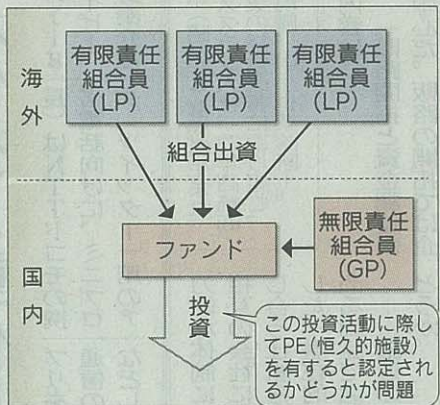 海外
有限責任
組合員
(LP)
有限責任
組合員
(LP)
有限責任
組合員
(LP)
組合出資
国内
ファンド
無限責任
組合員
(GP)
投資
この投資活動に際し
てPE(恒久的施設)
を有すると認定され
るかどうかが問題